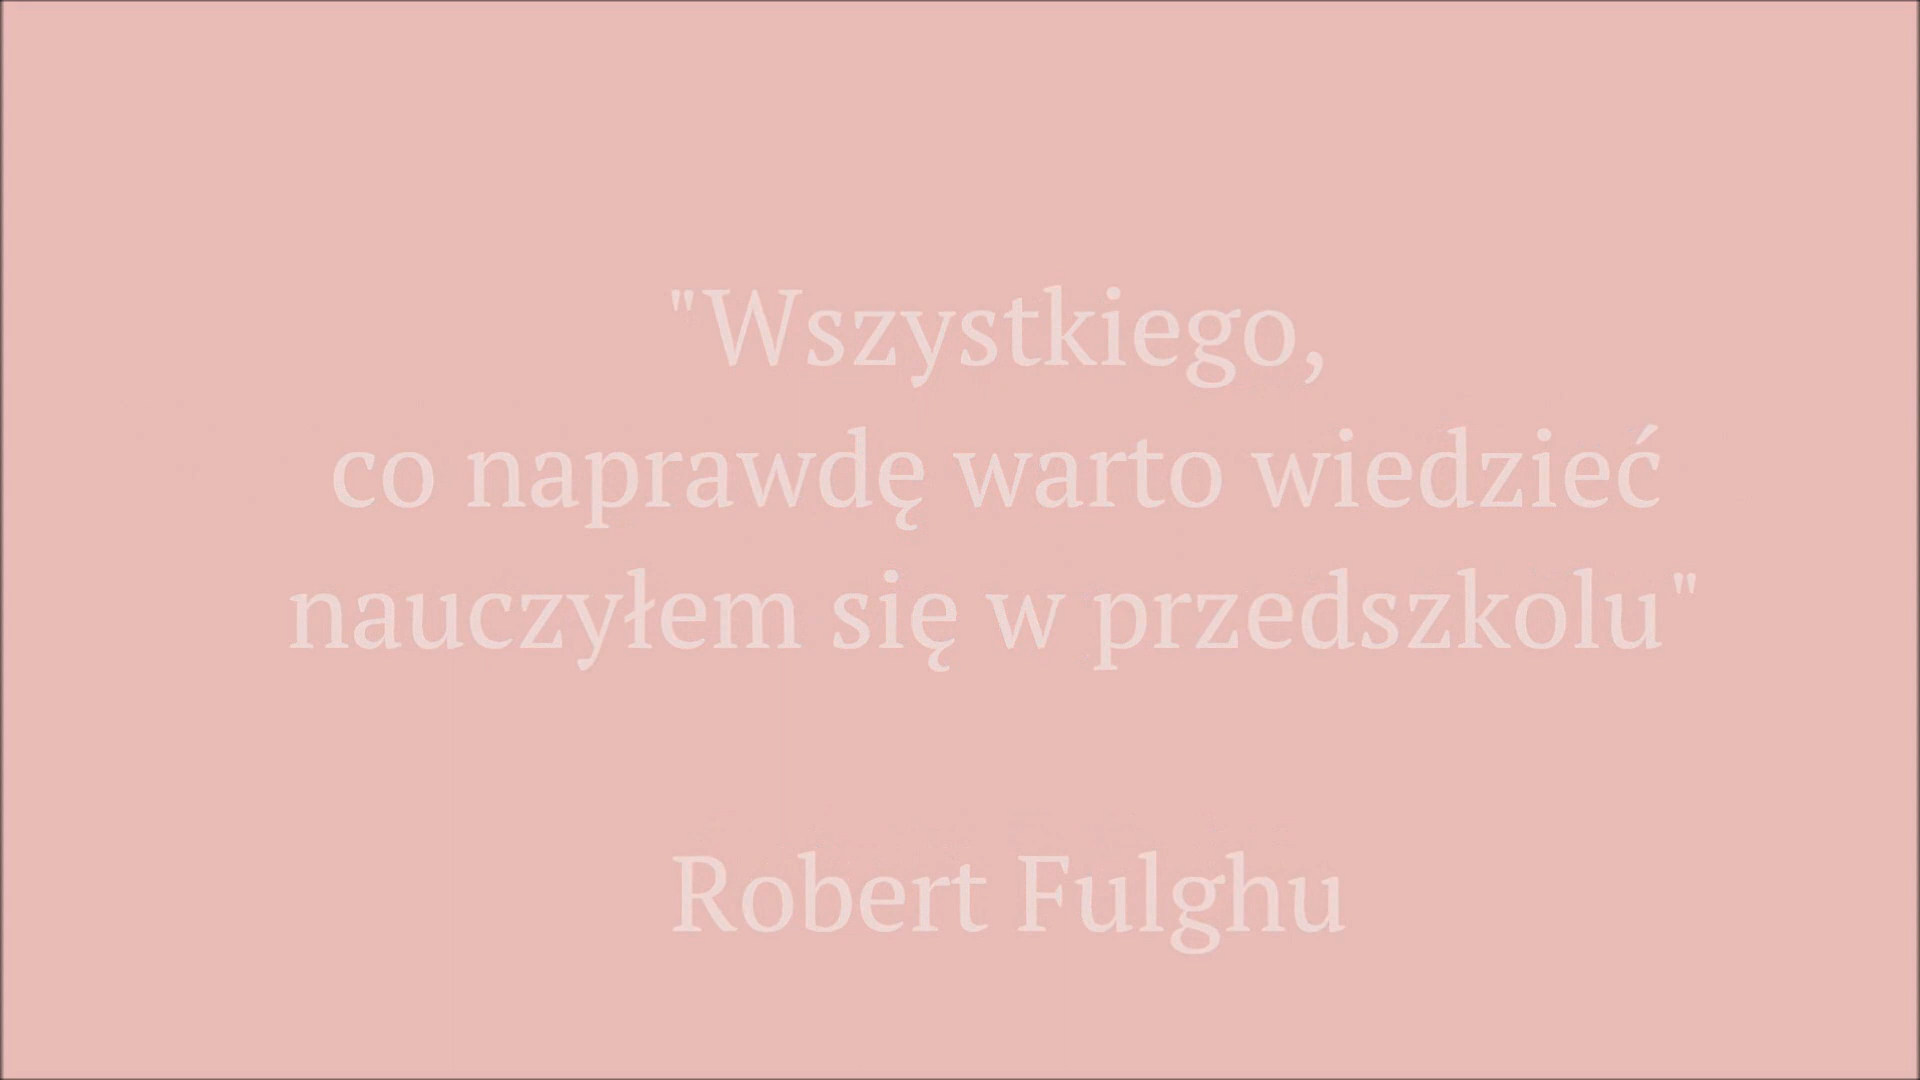 "Wszystkiego,
co naprawdę warto wiedzieć
nauczyłem się w przedszkolu"
Robert Fulghu